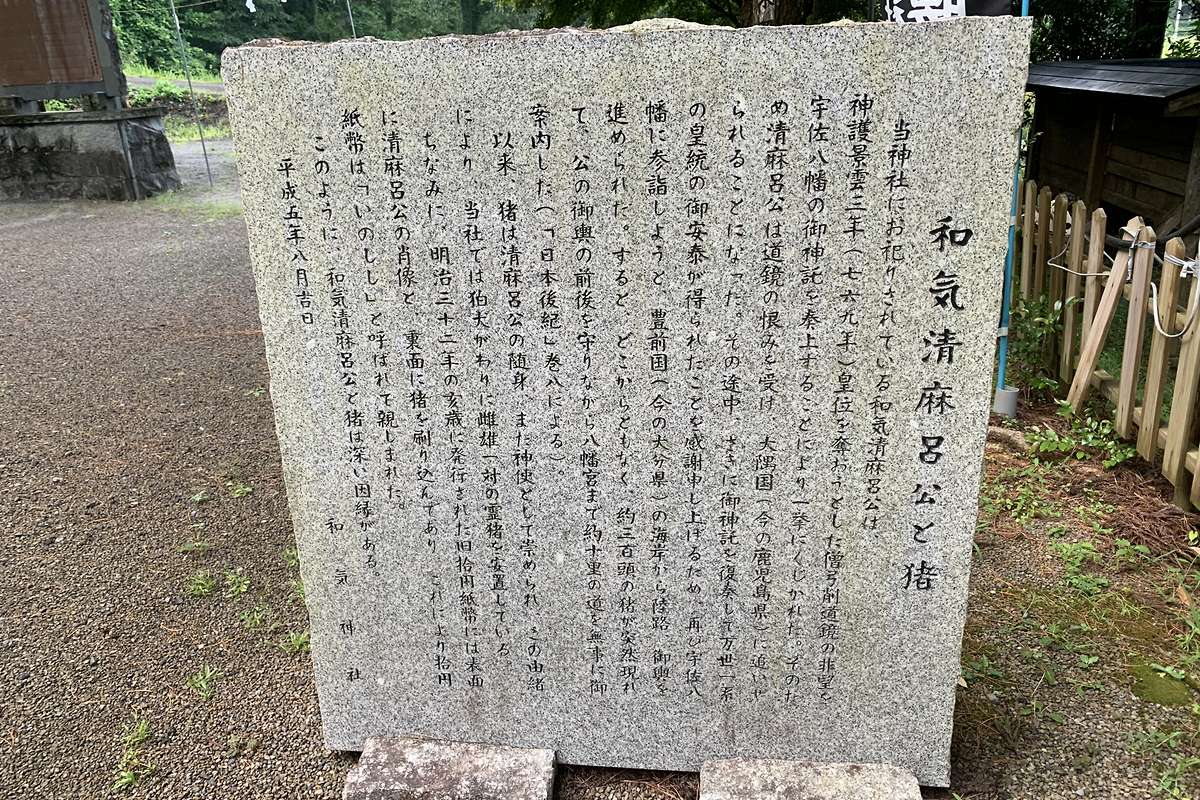 和気清麻呂公と猪
当神社にお祀りされている和気清麻呂公は、
神護景雲三年(七六九年)皇位を奪わうとした僧弓削道鏡の非望を
宇佐八幡の御神託を奏上することにより一挙にくじかれた。そのた
め清麻呂公は道鏡の恨みを受け、大隅国(今の鹿児島県)に追いや
られることになった。その途中、さきに御神託を復奏して万世一系
の皇統の御安泰が得られたことを感謝申し上げるため、再び宇佐八
幡に参詣しようと、豊前国(今の大分県)の海岸から陸路、御輿を
進められた。すると、どこからともなく、約三百頭の猪が突然現れ
て、公の御輿の前後を守りながら八幡宮まで約十里の道を無事に御
案内した(「日本後紀」巻八による)。
以来、猪は清麻呂公の随身、また神使として崇められ、その由緒
により、当社では狛犬がわりに雌雄一対の霊猪を安置している。
ちなみに、明治三十二年の亥歳に発行された旧拾円紙幣には表面
に清麻呂公の肖像と、裏面に猪を刷り込んであり、これにより拾円
紙幣は「いのしし」と呼ばれて親しまれた。
このように、和気清麻呂公と猪は深い因縁がある。
平成五年八月吉日
和気神社